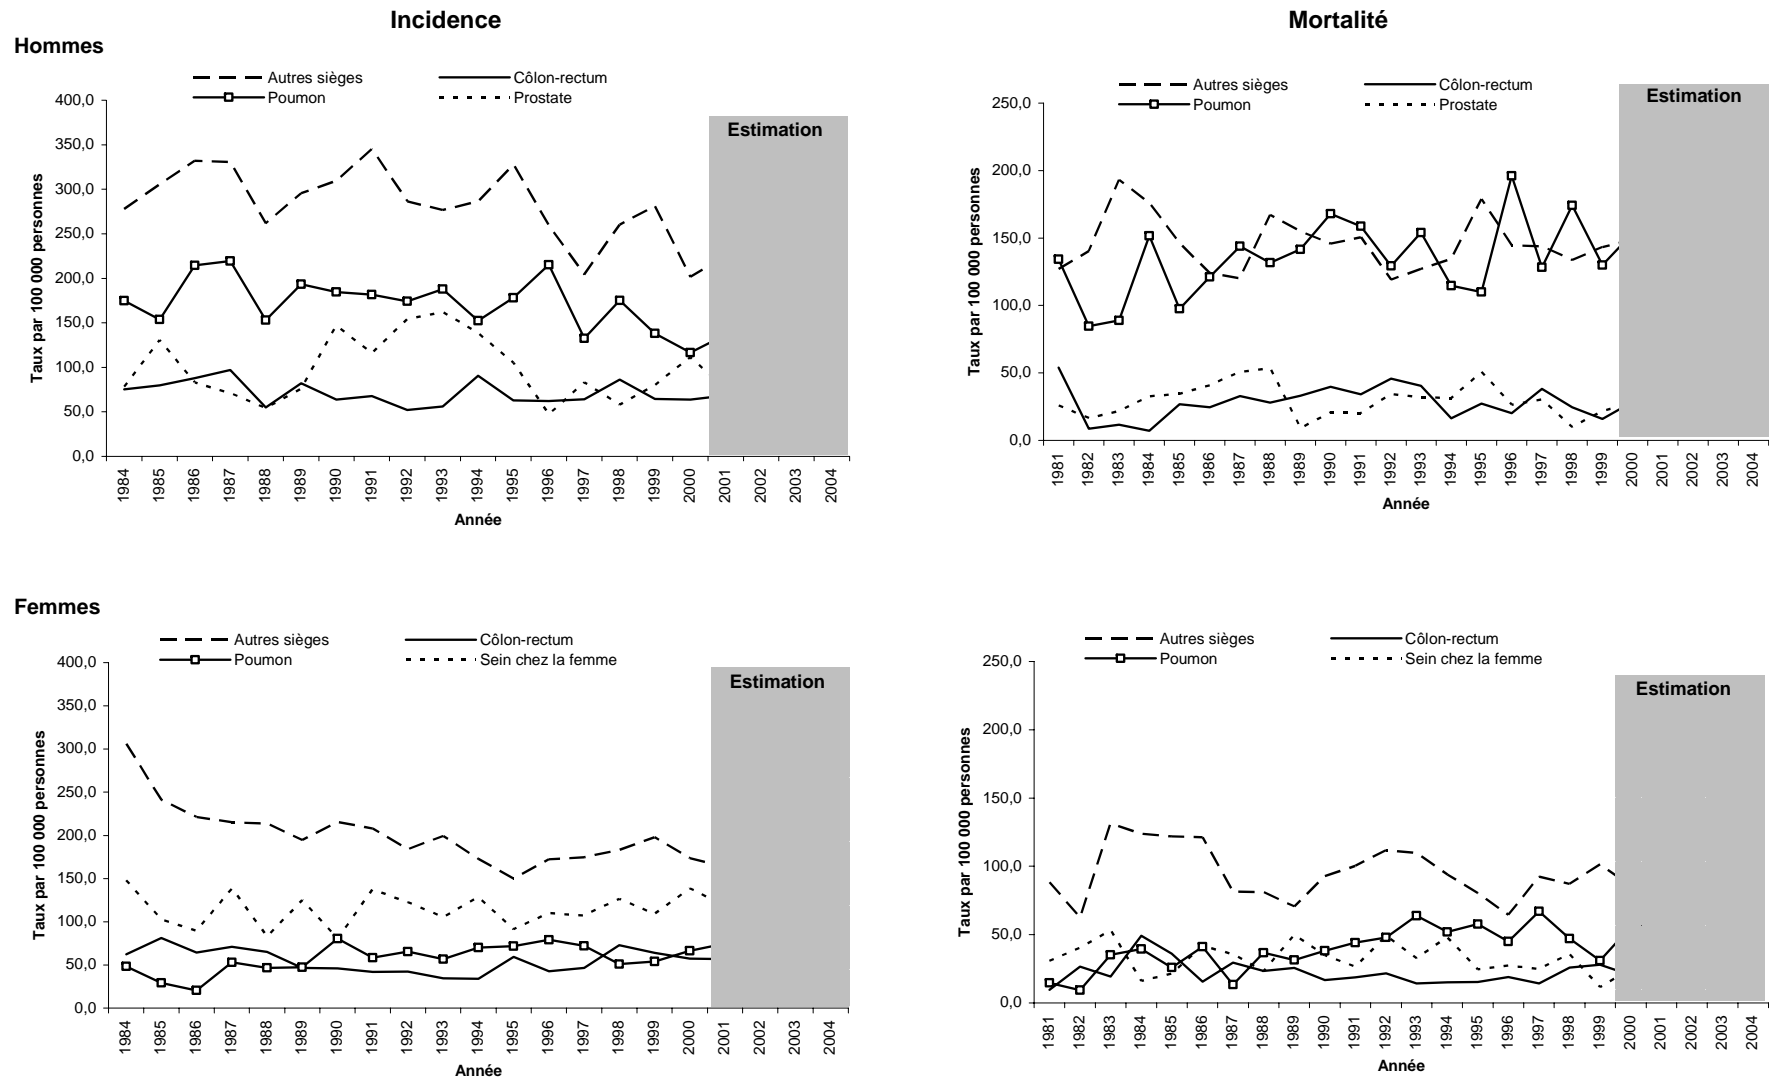 Incidence
Mortalité
Hommes
Autres sièges
Côlon-rectum
Poumon
Prostate
400,0
350,0
300,0
250,0
200,0
150,0
100,0
50,0
0,0
Taux par 100 000 personnes
Estimation
1984 1985 1986 1987 1988 1989 1990 1991 1992 1993 1994 1995 1996 1997 1998 1999 2000 2001 2002 2003 2004
Année
Autres sièges
Côlon-rectum
Poumon
Prostate
250,0
200,0
150,0
100,0
50,0
0,0
Taux par 100 000 personnes
Estimation
1981 1982 1983 1984 1985 1986 1987 1988 1989 1990 1991 1992 1993 1994 1995 1996 1997 1998 1999 2000 2001 2002 2003 2004
Année
Femmes
Autres sièges
Côlon-rectum
Poumon
Sein chez la femme
400,0
350,0
300,0
250,0
200,0
150,0
100,0
50,0
0,0
Taux par 100 000 personnes
Estimation
1984 1985 1986 1987 1988 1989 1990 1991 1992 1993 1994 1995 1996 1997 1998 1999 2000 2001 2002 2003 2004
Année
Autres sièges
Côlon-rectum
Poumon
Sein chez la femme
250,0
200,0
150,0
100,0
50,0
0,0
Taux par 100 000 personnes
Estimation
1981 1982 1983 1984 1985 1986 1987 1988 1989 1990 1991 1992 1993 1994 1995 1996 1997 1998 1999 2000 2001 2002 2003 2004
Année